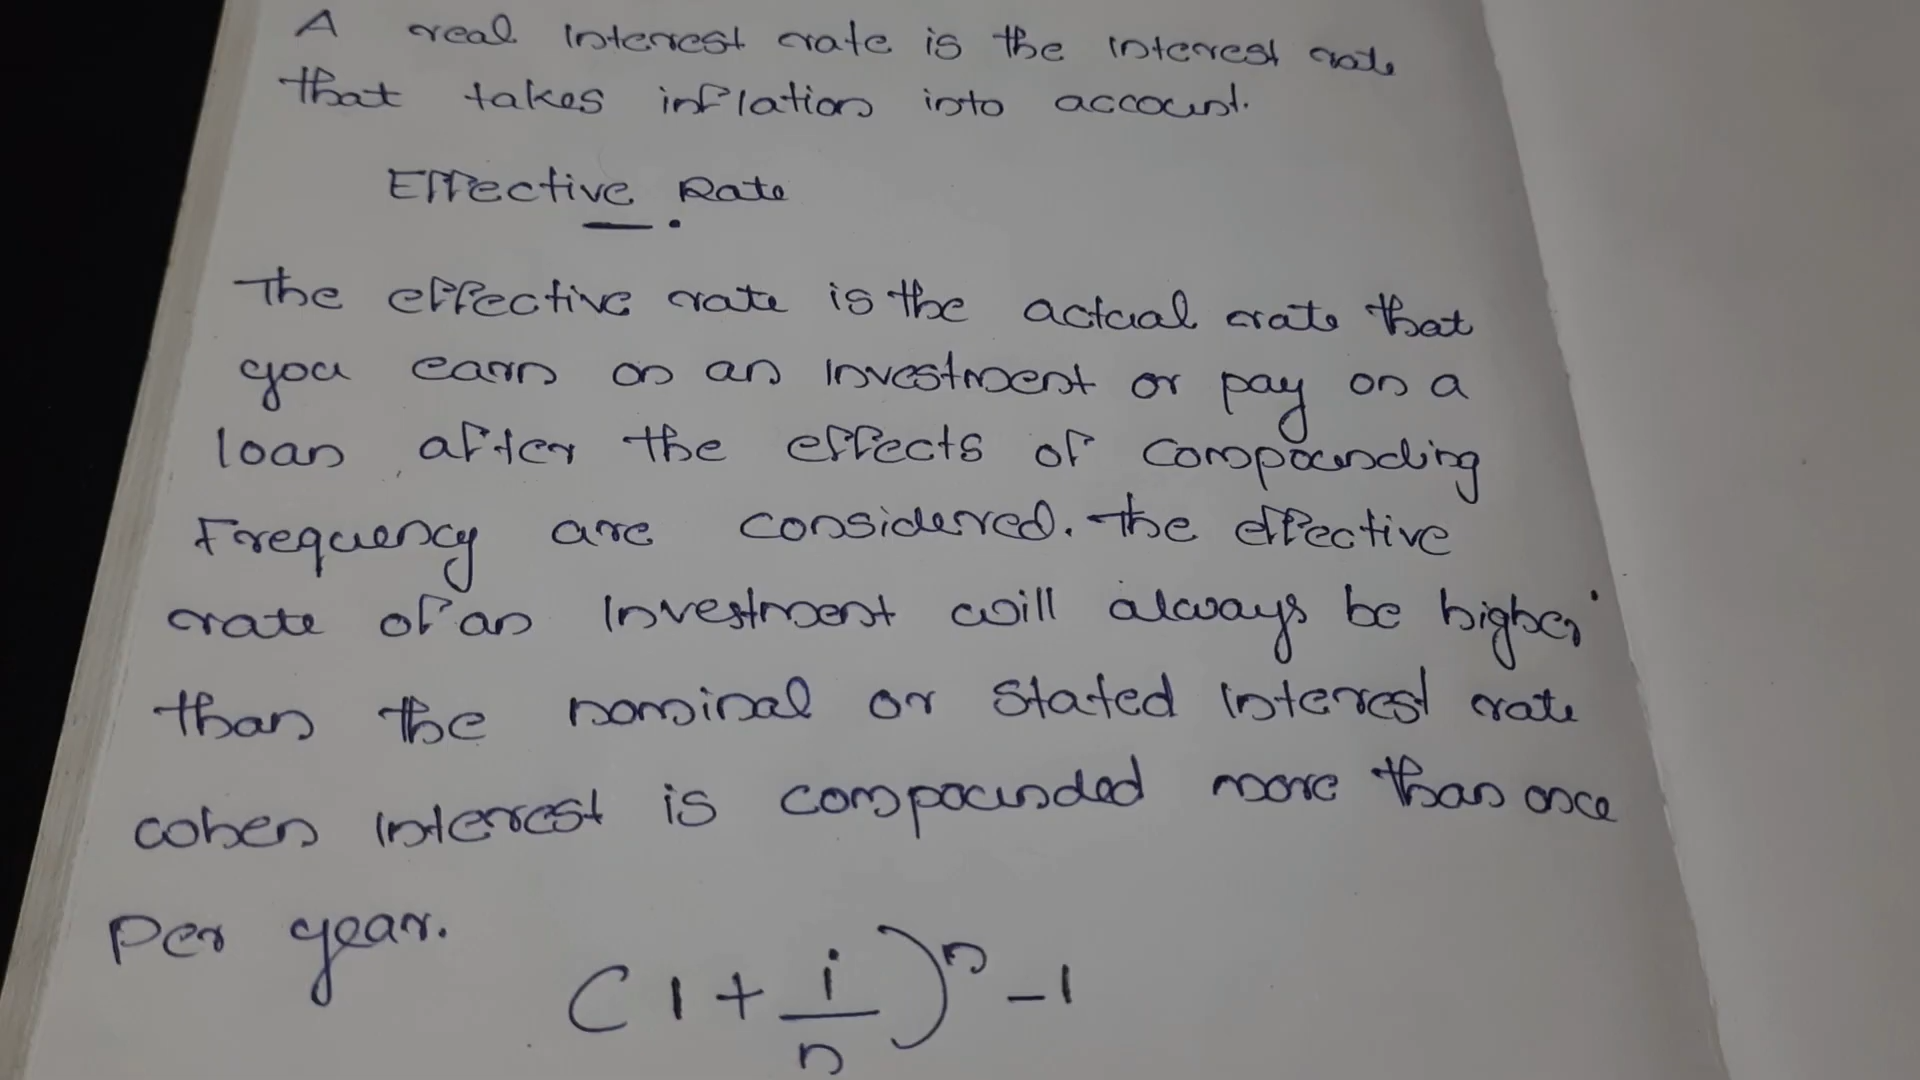 A real interest rate is the interest rate
that takes inflation into account.
Effective Rate
The effective rate is the actual rate that
you earn on an investment or pay on a
loan after the effects of compounding
Frequency are considered. The effective
rate of an investment will always be higher
than the nominal or stated interest rate
when interest is compounded more than once
Per year.
(1 + i/n)^n - 1